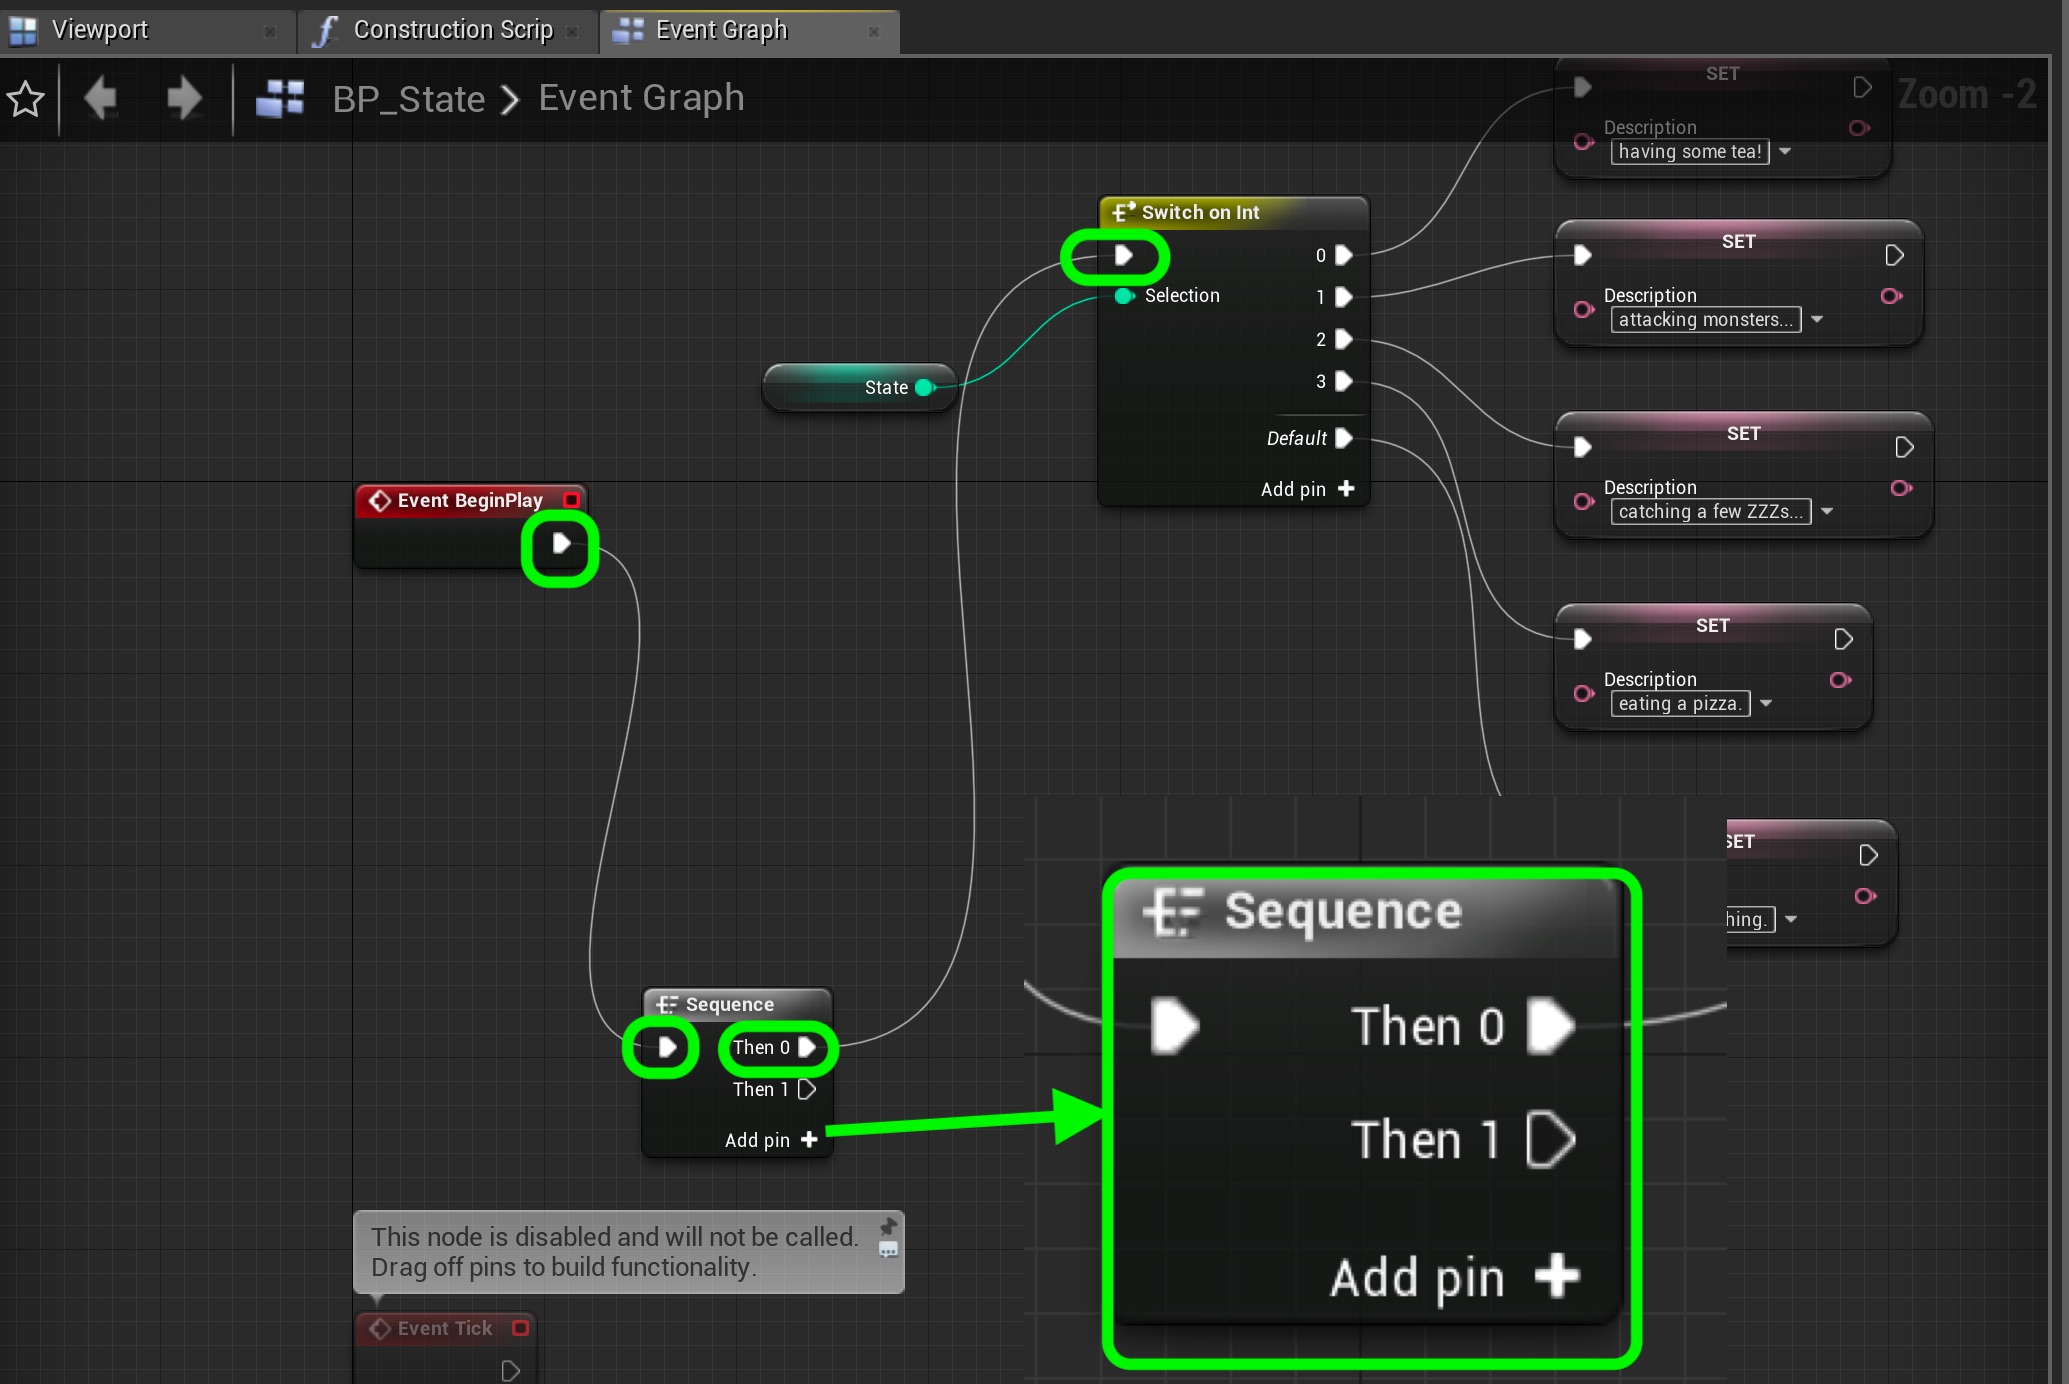 Viewport
Construction Scrip
Event Graph
BP_State > Event Graph
Zoom -2
SET
Description
having some tea!
Switch on Int
0
1
2
3
Selection
Default
Add pin
State
SET
Description
attacking monsters...
SET
Description
catching a few ZZZs...
Event BeginPlay
SET
Description
eating a pizza.
SET
hing.
Sequence
Then 0
Then 1
Add pin
Sequence
Then 0
Then 1
Add pin
This node is disabled and will not be called.
Drag off pins to build functionality.
Event Tick